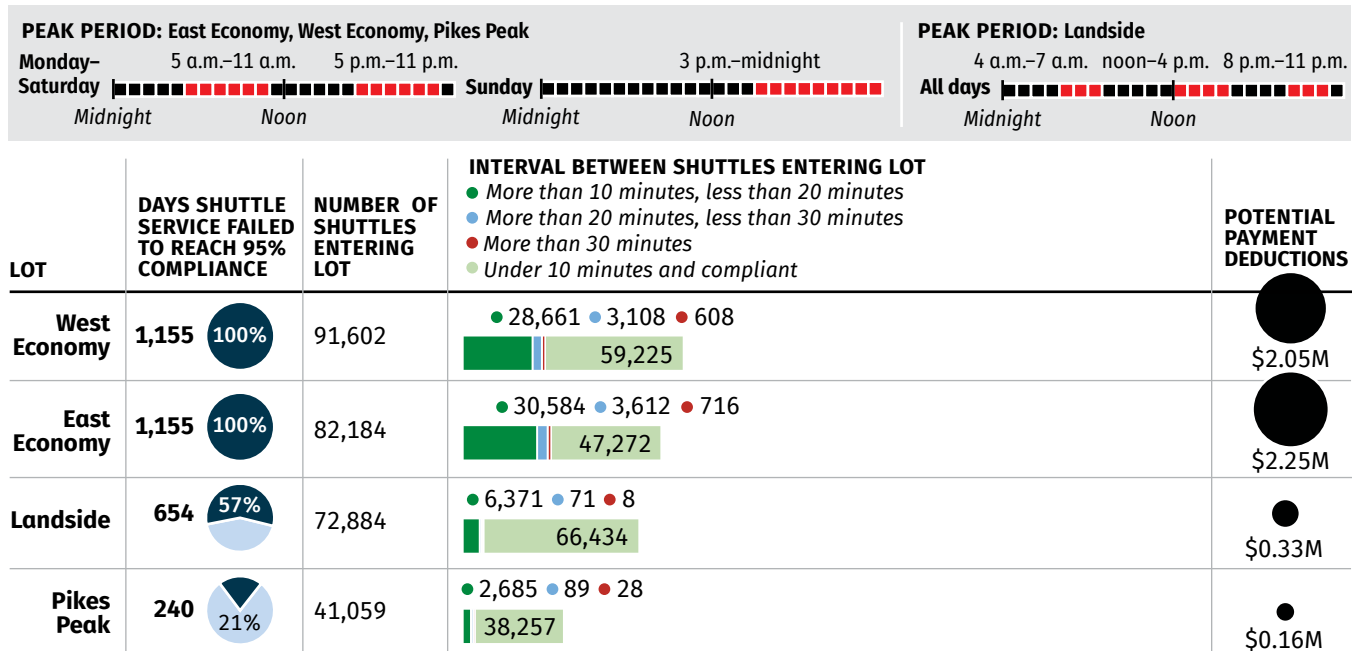 PEAK PERIOD: East Economy, West Economy, Pikes Peak
Monday–
Saturday
5 a.m.–11 a.m.
5 p.m.–11 p.m.
Midnight
Noon
Sunday
3 p.m.–midnight
Midnight
Noon
PEAK PERIOD: Landside
4 a.m.–7 a.m.
noon–4 p.m.
8 p.m.–11 p.m.
All days
Midnight
Noon
LOT
DAYS SHUTTLE
SERVICE FAILED
TO REACH 95%
COMPLIANCE
NUMBER OF
SHUTTLES
ENTERING
LOT
INTERVAL BETWEEN SHUTTLES ENTERING LOT
More than 10 minutes, less than 20 minutes
More than 20 minutes, less than 30 minutes
More than 30 minutes
Under 10 minutes and compliant
POTENTIAL
PAYMENT
DEDUCTIONS
West
Economy
1,155
100%
91,602
28,661
3,108
608
59,225
$2.05M
East
Economy
1,155
100%
82,184
30,584
3,612
716
47,272
$2.25M
Landside
654
57%
72,884
6,371
71
8
66,434
$0.33M
Pikes
Peak
240
21%
41,059
2,685
89
28
38,257
$0.16M